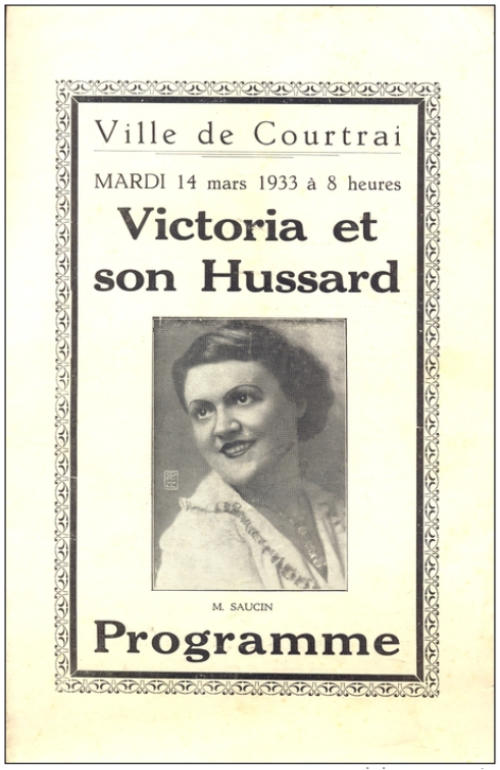 Ville de Courtrai
MARDI 14 mars 1933 à 8 heures
Victoria et
son Hussard
M. SAUCIN
Programme